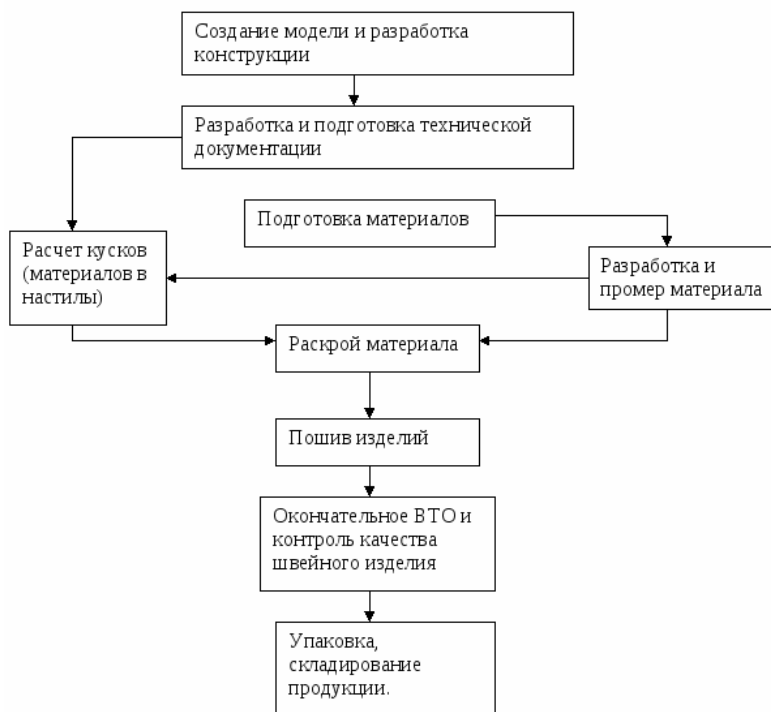 Создание модели и разработка
конструкции
Разработка и подготовка технической
документации
Подготовка материалов
Расчет кусков
(материалов в
настилы)
Разработка и
промер материала
Раскрой материала
Пошив изделий
Окончательное ВТО и
контроль качества
швейного изделия
Упаковка,
складирование
продукции.